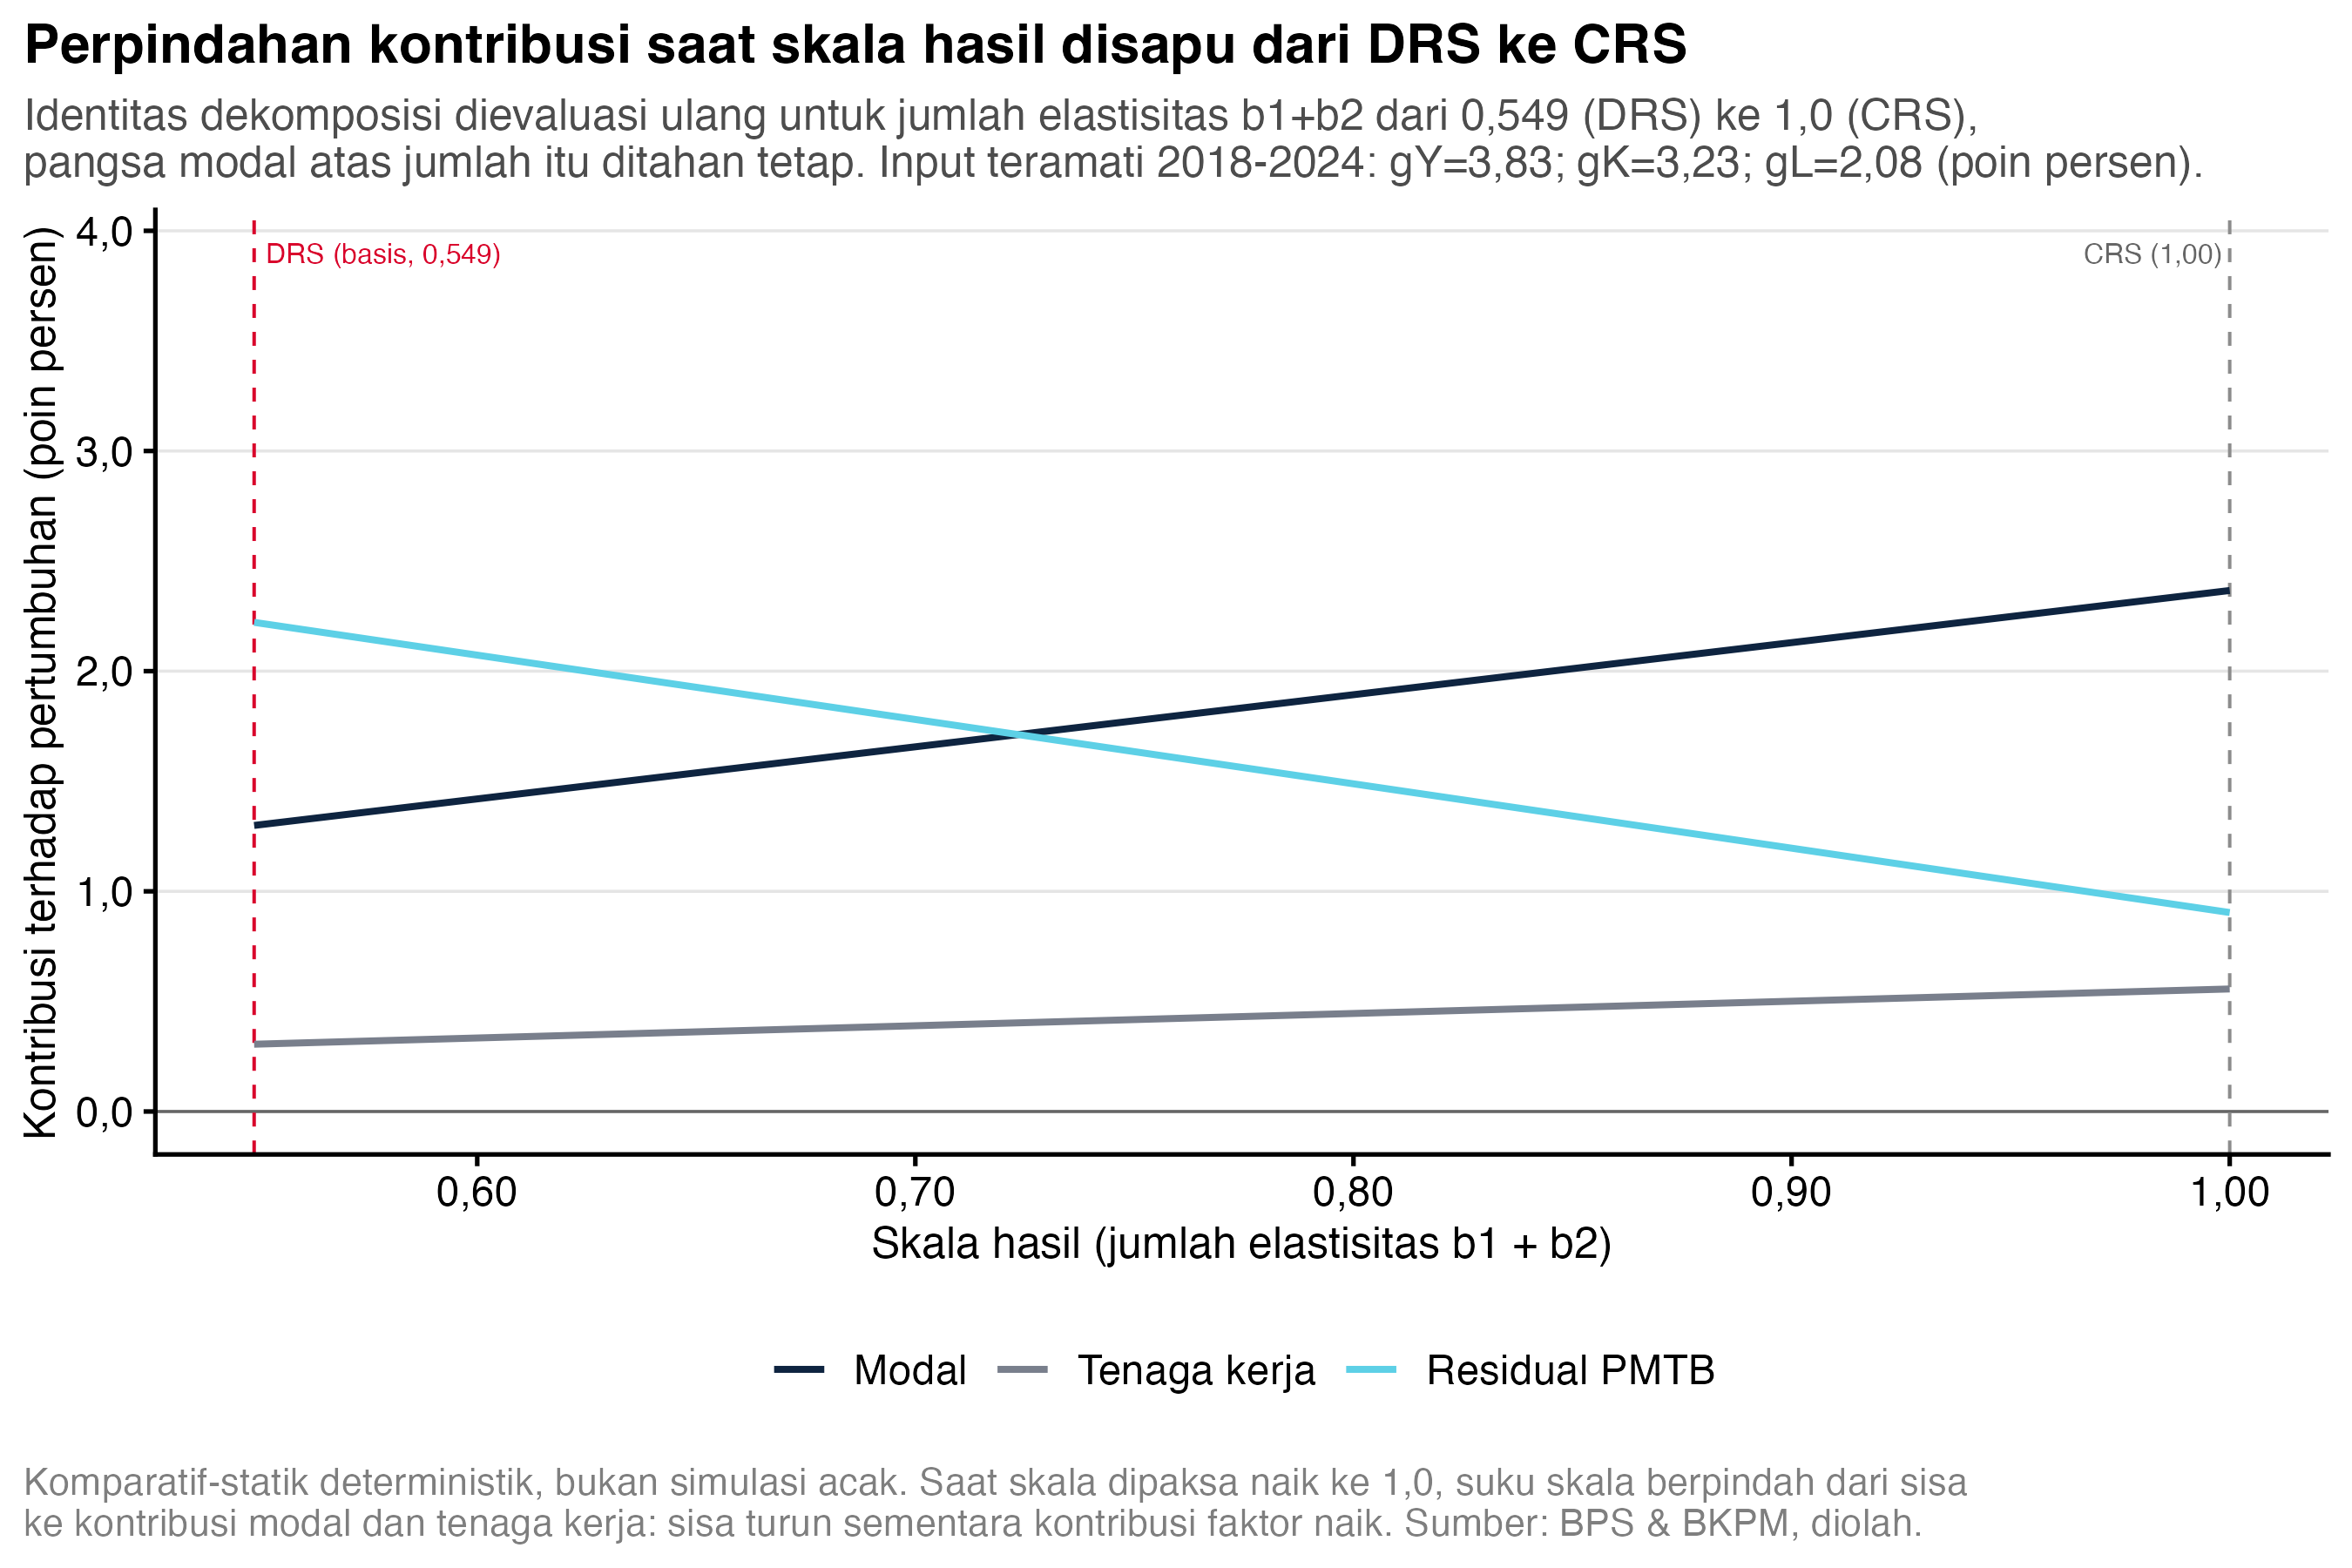 Perpindahan kontribusi saat skala hasil disapu dari DRS ke CRS
Identitas dekomposisi dievaluasi ulang untuk jumlah elastisitas b1+b2 dari 0,549 (DRS) ke 1,0 (CRS),
pangsa modal atas jumlah itu ditahan tetap. Input teramati 2018-2024: gY=3,83; gK=3,23; gL=2,08 (poin persen).
Kontribusi terhadap pertumbuhan (poin persen)
4,0
3,0
2,0
1,0
0,0
DRS (basis, 0,549)
CRS (1,00)
0,60
0,70
0,80
0,90
1,00
Skala hasil (jumlah elastisitas b1 + b2)
Modal
Tenaga kerja
Residual PMTB
Komparatif-statik deterministik, bukan simulasi acak. Saat skala dipaksa naik ke 1,0, suku skala berpindah dari sisa
ke kontribusi modal dan tenaga kerja: sisa turun sementara kontribusi faktor naik. Sumber: BPS & BKPM, diolah.